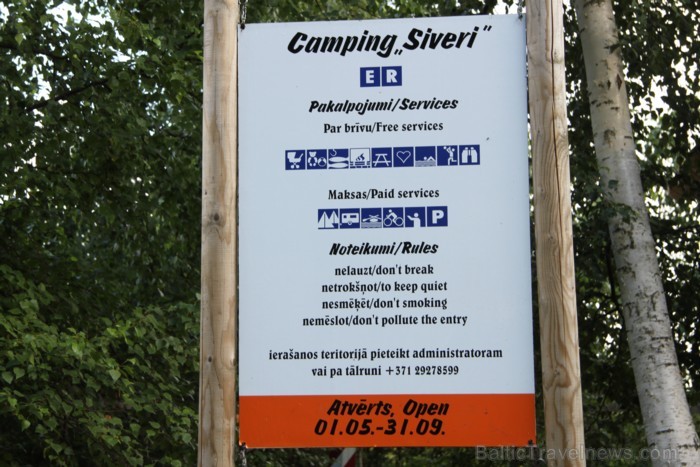 Camping „Siveri"
E R
Pakalpojumi/Services
Par brīvu/Free services
Maksas/Paid services
P
Noteikumi/Rules
nelauzt/don't break
netrokšņot/to keep quiet
nesmēķēt/don't smoking
nemēslot/don't pollute the entry
ierašanos teritorijā pieteikt administratoram
vai pa tālruni +371 29278599
Atvērts, Open
01.05.-31.09.
BalticTravelnews.com